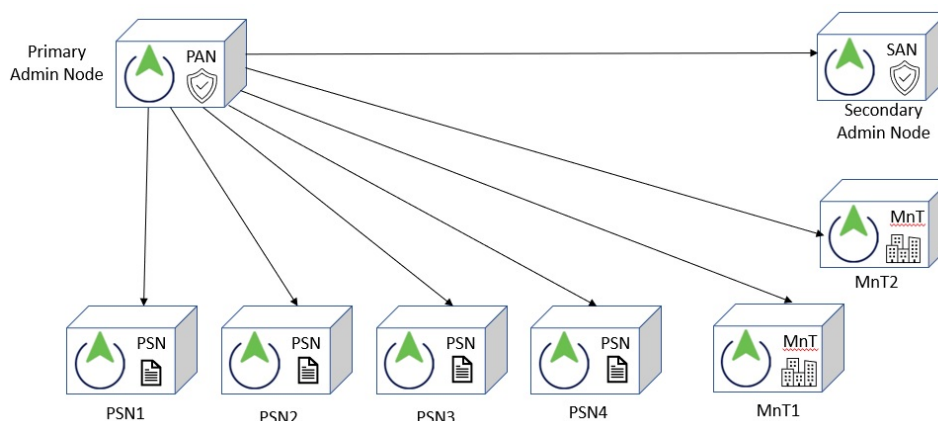 Primary
Admin Node
PAN
SAN
Secondary
Admin Node
MnT
MnT2
PSN
PSN
PSN
PSN
MnT
PSN1
PSN2
PSN3
PSN4
MnT1